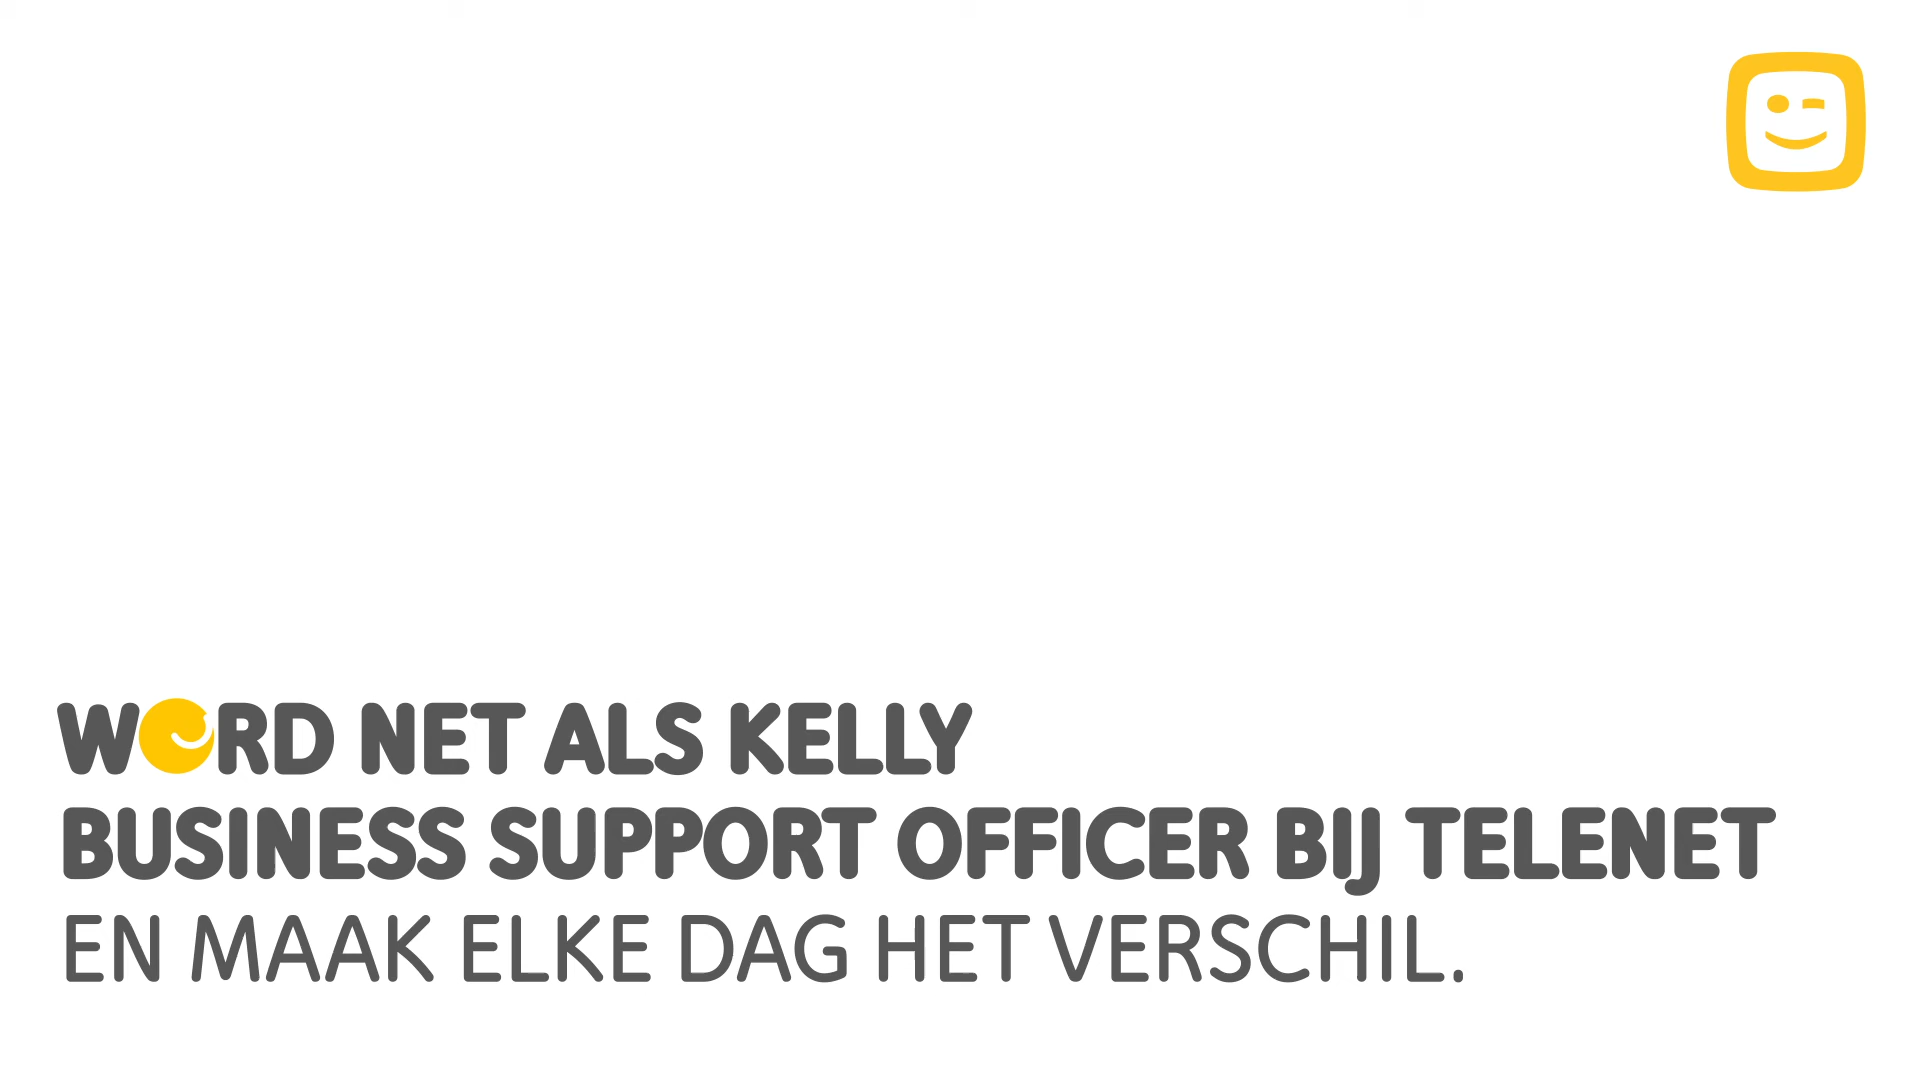 WORD NET ALS KELLY
BUSINESS SUPPORT OFFICER BIJ TELENET
EN MAAK ELKE DAG HET VERSCHIL.